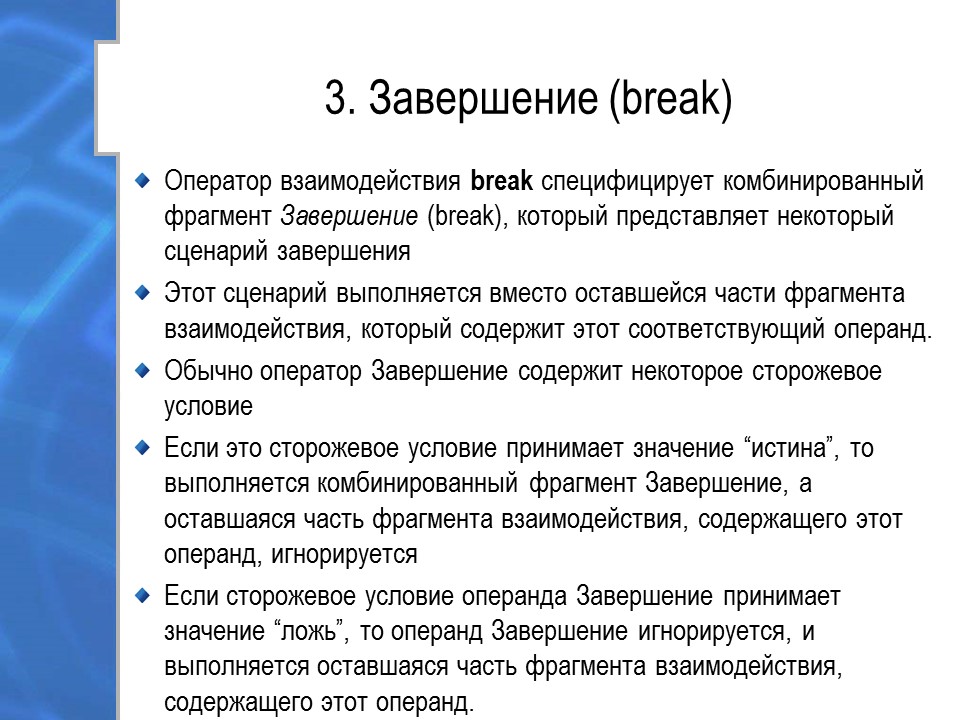 3. Завершение (break)
Оператор взаимодействия break специфицирует комбинированный
фрагмент Завершение (break), который представляет некоторый
сценарий завершения
Этот сценарий выполняется вместо оставшейся части фрагмента
взаимодействия, который содержит этот соответствующий операнд.
Обычно оператор Завершение содержит некоторое сторожевое
условие
Если это сторожевое условие принимает значение “истина”, то
выполняется комбинированный фрагмент Завершение, а
оставшаяся часть фрагмента взаимодействия, содержащего этот
операнд, игнорируется
Если сторожевое условие операнда Завершение принимает
значение “ложь”, то операнд Завершение игнорируется, и
выполняется оставшаяся часть фрагмента взаимодействия,
содержащего этот операнд.